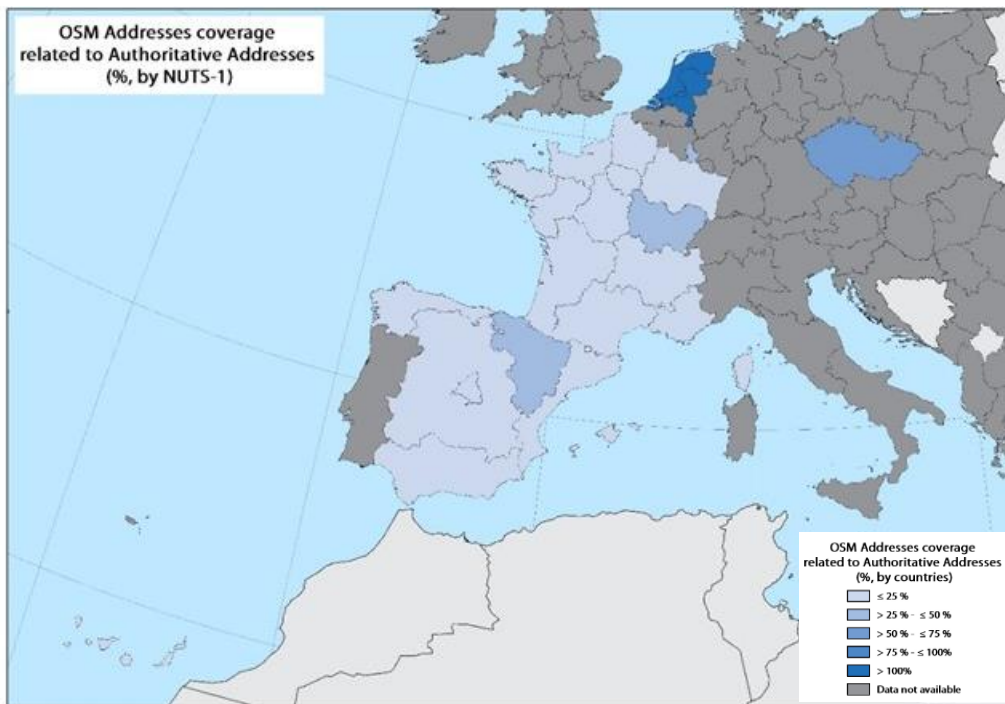 OSM Addresses coverage
related to Authoritative Addresses
(%, by NUTS-1)
OSM Addresses coverage
related to Authoritative Addresses
(%, by countries)
≤ 25 %
> 25 % - ≤ 50 %
> 50 % - ≤ 75 %
> 75 % - ≤ 100%
> 100%
Data not available